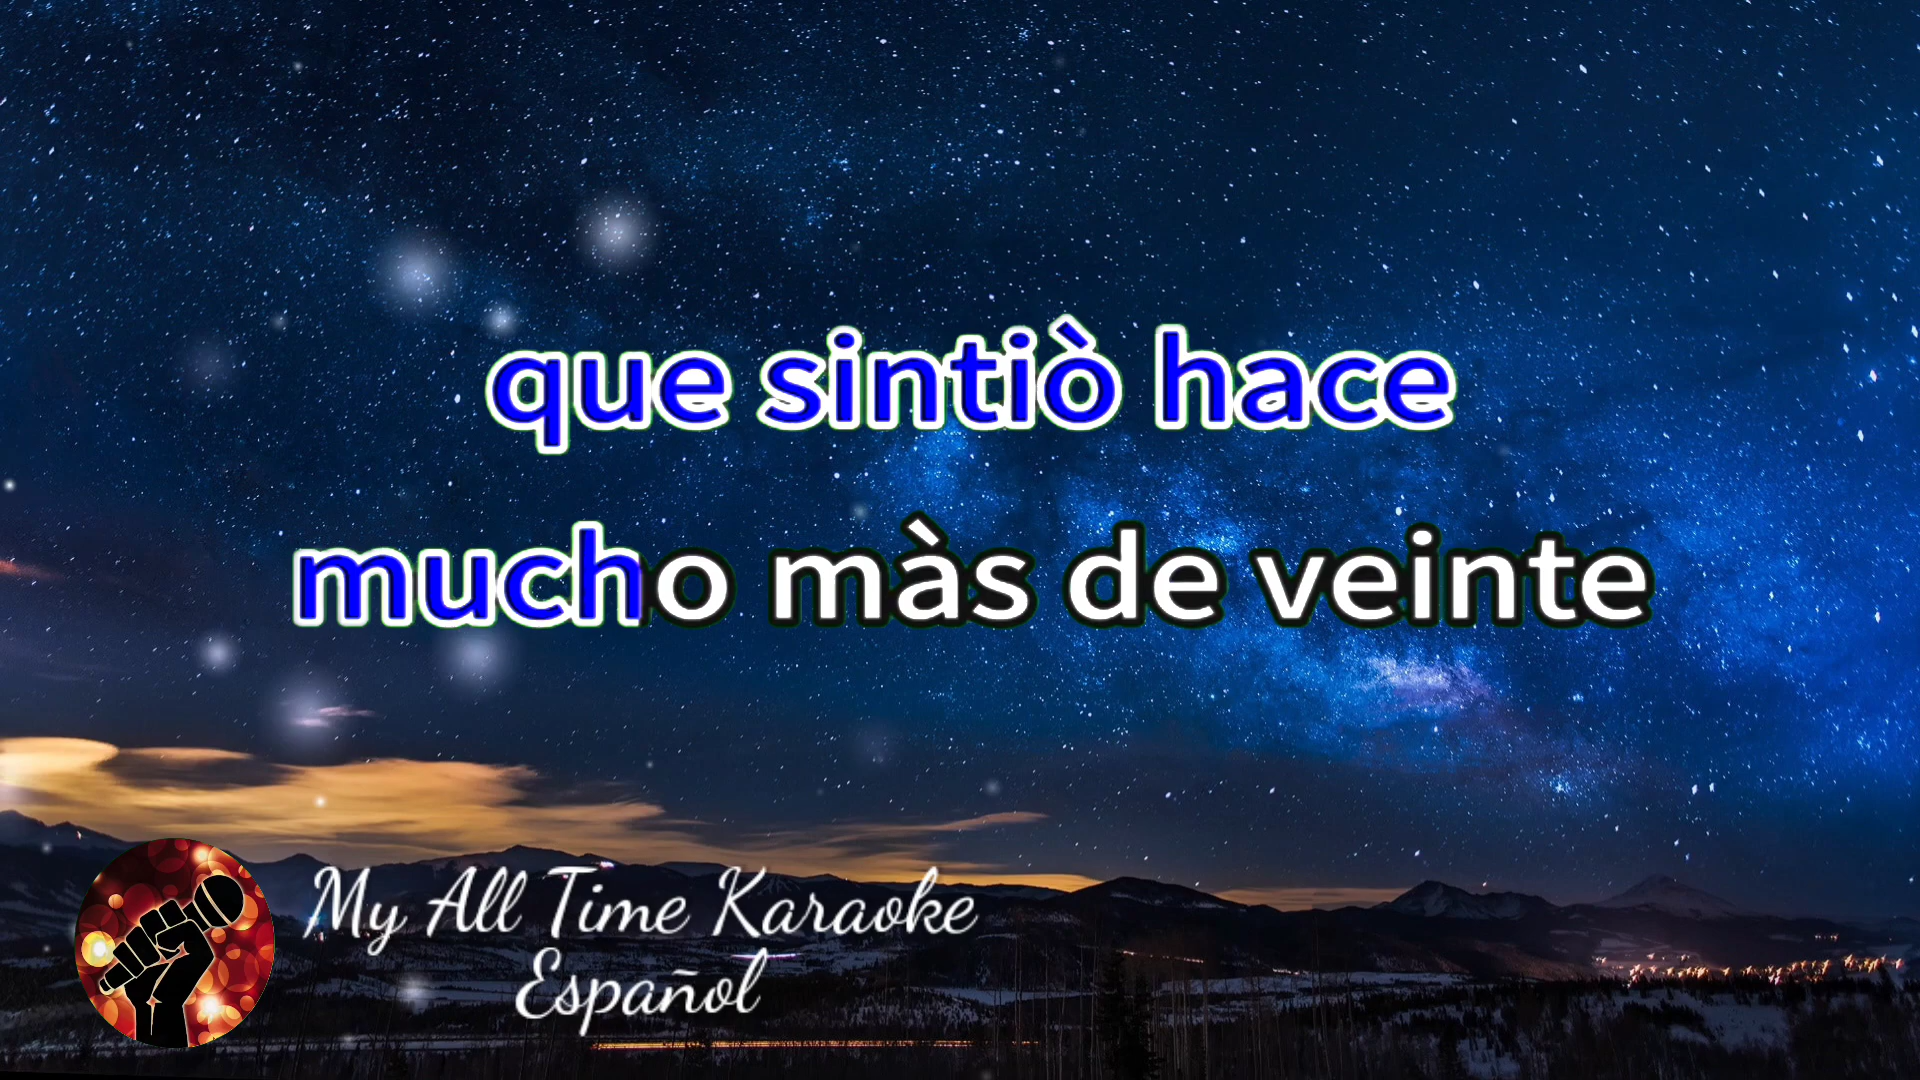 que sintiò hace
mucho màs de veinte
My All Time Karaoke
Español